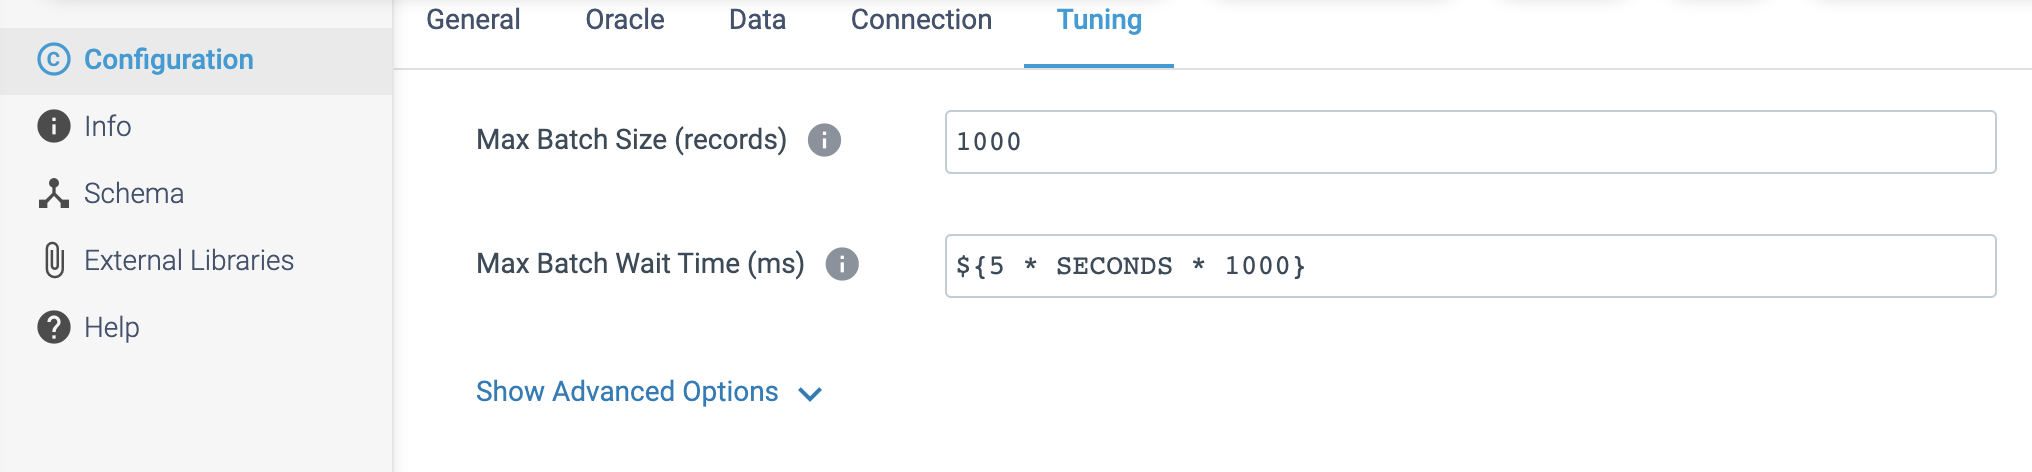 General Oracle Data Connection Tuning
Configuration
Info
Schema
External Libraries
Help
Max Batch Size (records)
1000
Max Batch Wait Time (ms)
${5 * SECONDS * 1000}
Show Advanced Options